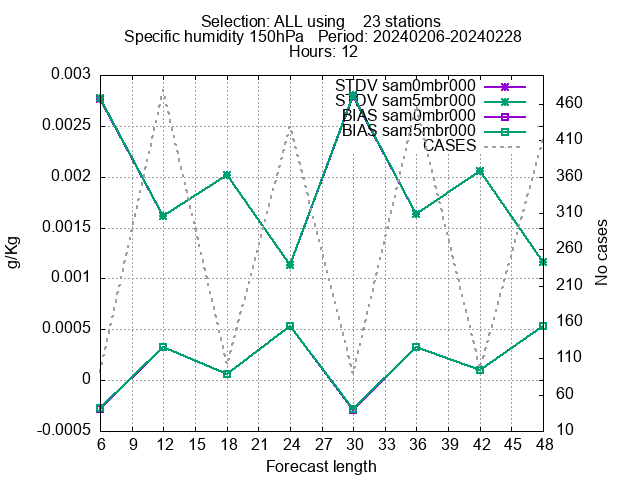 Selection: ALL using    23 stations
Specific humidity 150hPa   Period: 20240206-20240228
Hours: 12
STDV sam0mbr000
STDV sam5mbr000
BIAS sam0mbr000
BIAS sam5mbr000
CASES
0.003
0.0025
0.002
0.0015
0.001
0.0005
0
-0.0005
g/Kg
460
410
360
310
260
210
160
110
60
10
No cases
6 9 12 15 18 21 24 27 30 33 36 39 42 45 48
Forecast length